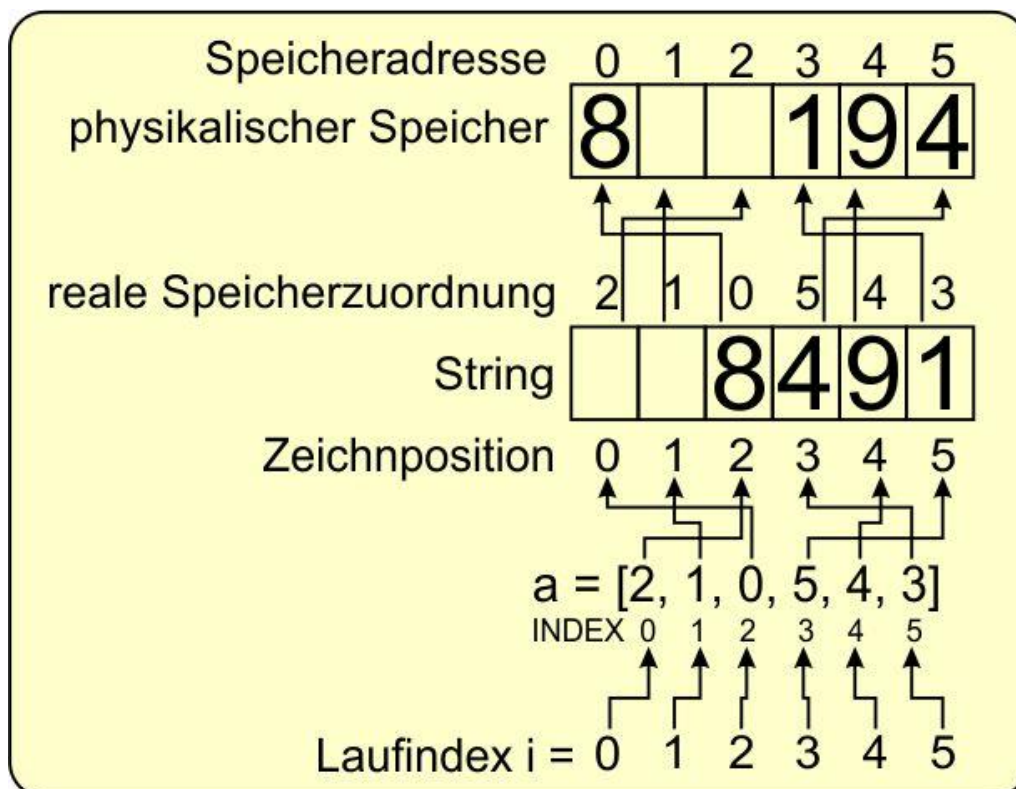 Speicheradresse 0 1 2 3 4 5
physikalischer Speicher 8 1 9 4
reale Speicherzuordnung 2 1 0 5 4 3
String 8 4 9 1
Zeichnposition 0 1 2 3 4 5
a = [2, 1, 0, 5, 4, 3]
INDEX 0 1 2 3 4 5
Laufindex i = 0 1 2 3 4 5